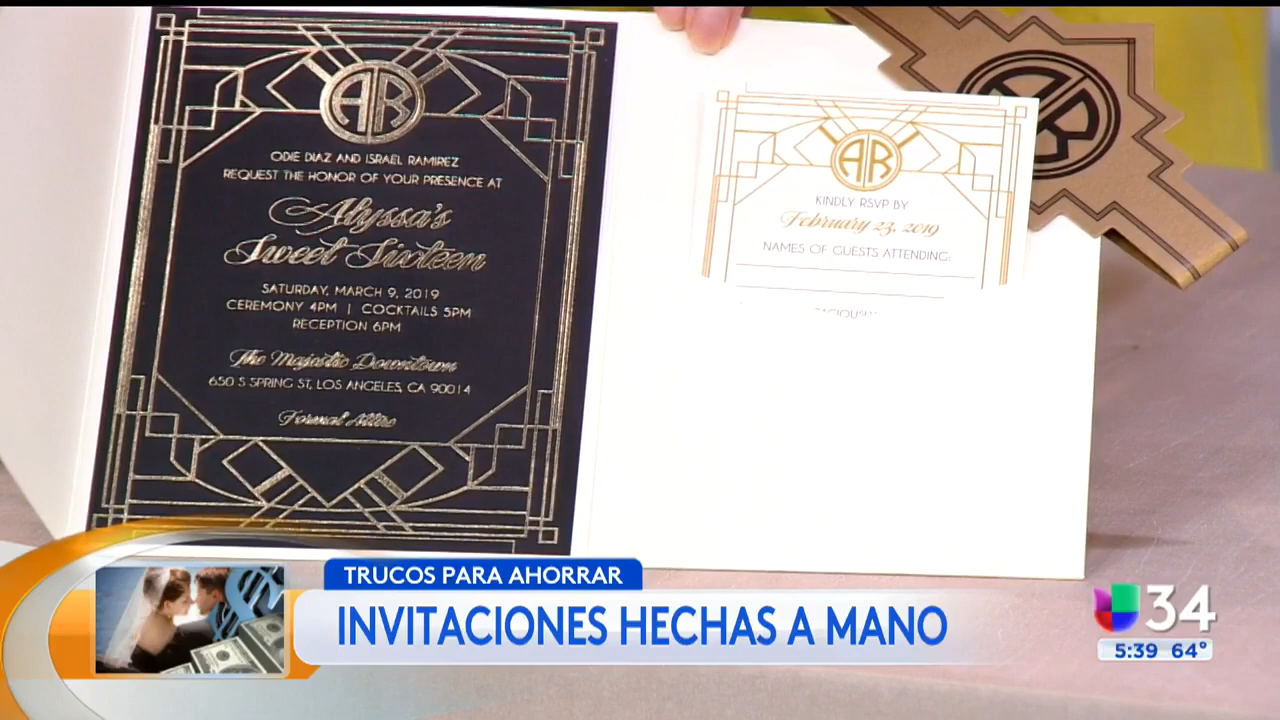 AR
ODIE DIAZ AND ISRAEL RAMIREZ
REQUEST THE HONOR OF YOUR PRESENCE AT
Alyssa's
Sweet Sixteen
SATURDAY, MARCH 9, 2019
CEREMONY 4PM | COCKTAILS 5PM
RECEPTION 6PM
The Majestic Downtown
650 S SPRING ST, LOS ANGELES, CA 90014
Formal Attire
AR
KINDLY RSVP BY
February 23, 2019
NAMES OF GUESTS ATTENDING:
AR
TRUCOS PARA AHORRAR
INVITACIONES HECHAS A MANO
34
5:39 64°